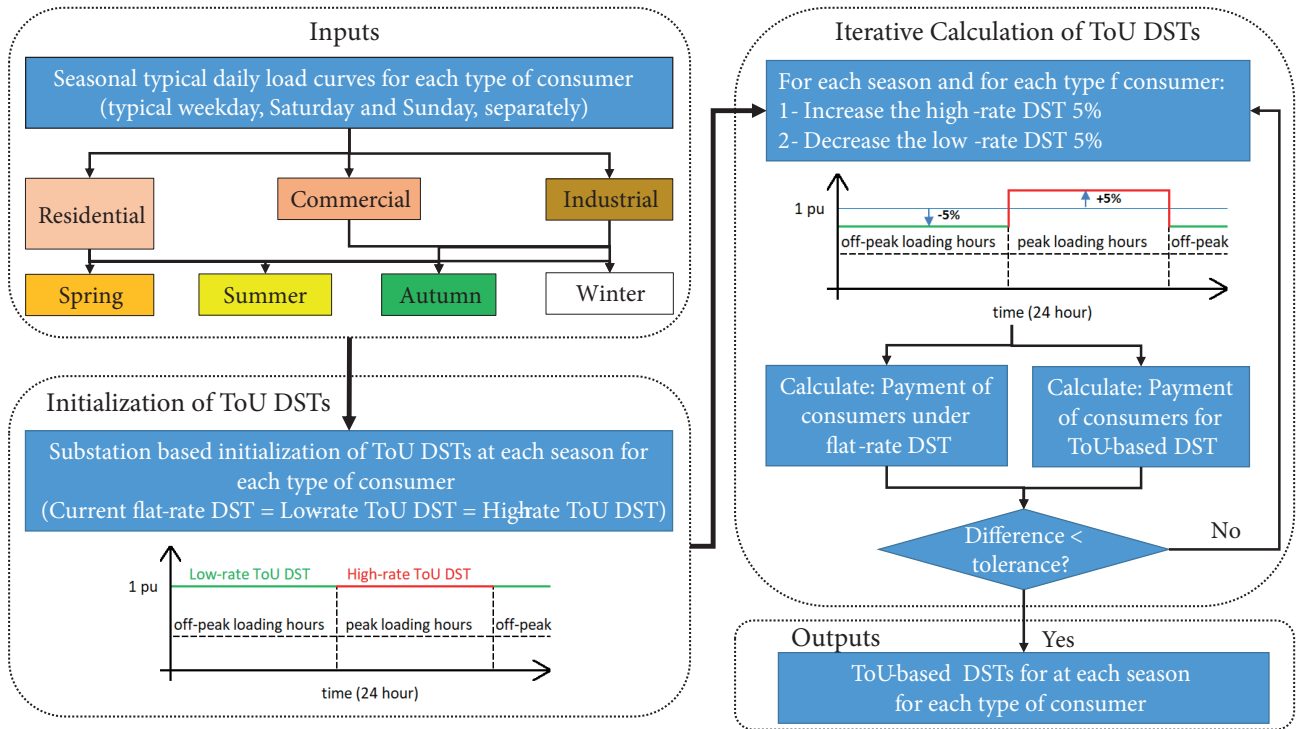 Inputs
Seasonal typical daily load curves for each type of consumer
(typical weekday, Saturday and Sunday, separately)
Residential
Commercial
Industrial
Spring
Summer
Autumn
Winter
Initialization of ToU DSTs
Substation based initialization of ToU DSTs at each season for
each type of consumer
(Current flat-rate DST = Low-rate ToU DST = High-rate ToU DST)
Low-rate ToU DST
High-rate ToU DST
1 pu
off-peak loading hours
peak loading hours
off-peak
time (24 hour)
Iterative Calculation of ToU DSTs
For each season and for each type f consumer:
1- Increase the high -rate DST 5%
2- Decrease the low -rate DST 5%
1 pu
-5%
+5%
off-peak loading hours
peak loading hours
off-peak
time (24 hour)
Calculate: Payment of
consumers under
flat-rate DST
Calculate: Payment
of consumers for
ToU-based DST
Difference <
tolerance?
No
Yes
Outputs
ToU-based DSTs for at each season
for each type of consumer